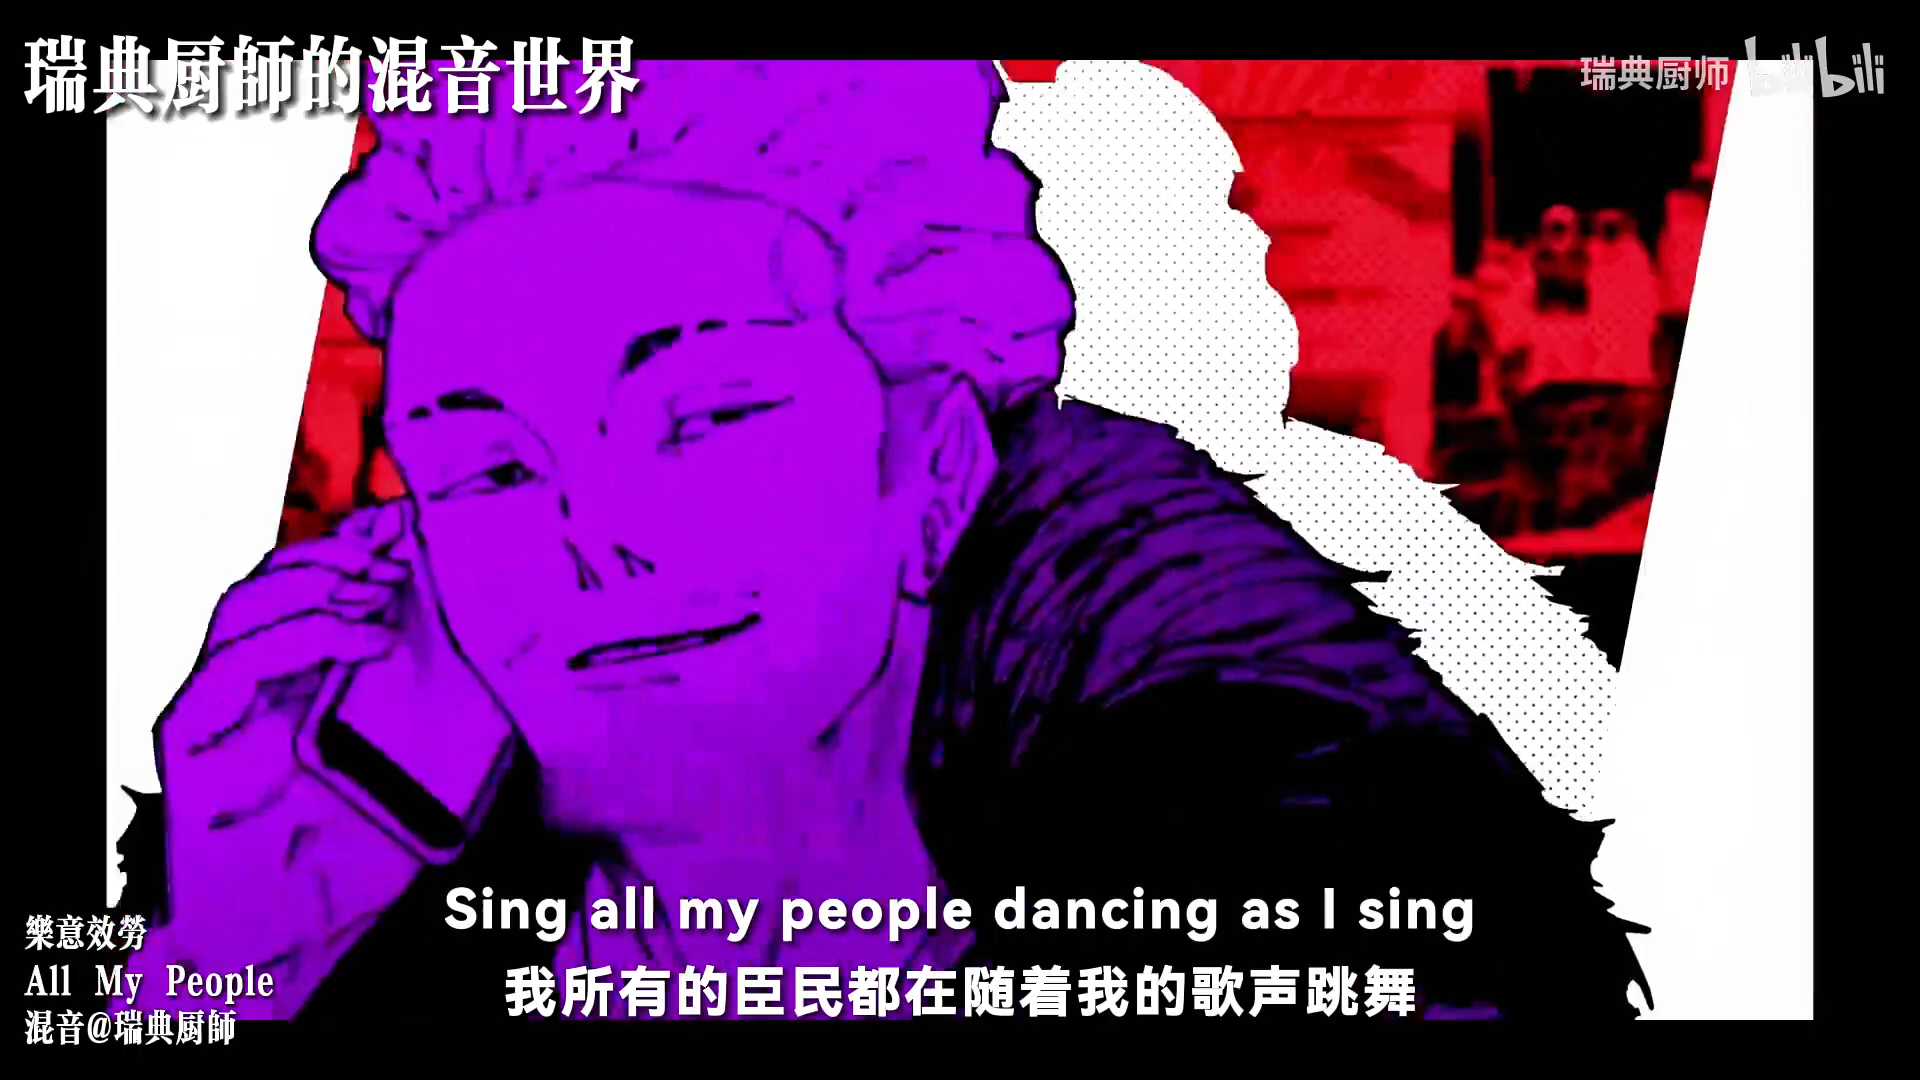 瑞典厨師的混音世界
瑞典厨师 bilibili
Sing all my people dancing as I sing
我所有的臣民都在随着我的歌声跳舞
樂意效勞
All My People
混音@瑞典厨師